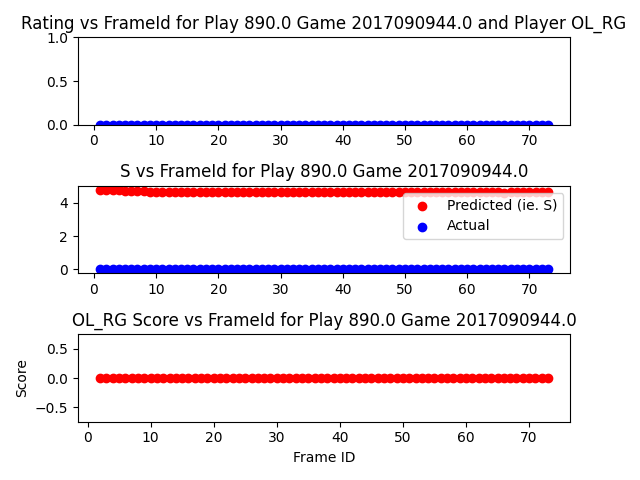 Rating vs FrameId for Play 890.0 Game 2017090944.0 and Player OL_RG
1.0
0.5
0.0
0 10 20 30 40 50 60 70
S vs FrameId for Play 890.0 Game 2017090944.0
4
2
0
Predicted (ie. S)
Actual
0 10 20 30 40 50 60 70
OL_RG Score vs FrameId for Play 890.0 Game 2017090944.0
Score
0.5
0.0
−0.5
0 10 20 30 40 50 60 70
Frame ID